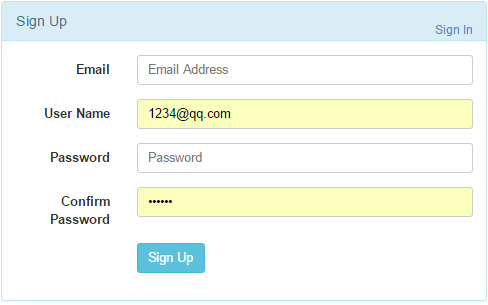 Sign Up
Sign In
Email
Email Address
User Name
1234@qq.com
Password
Password
Confirm
Password
••••••
Sign Up